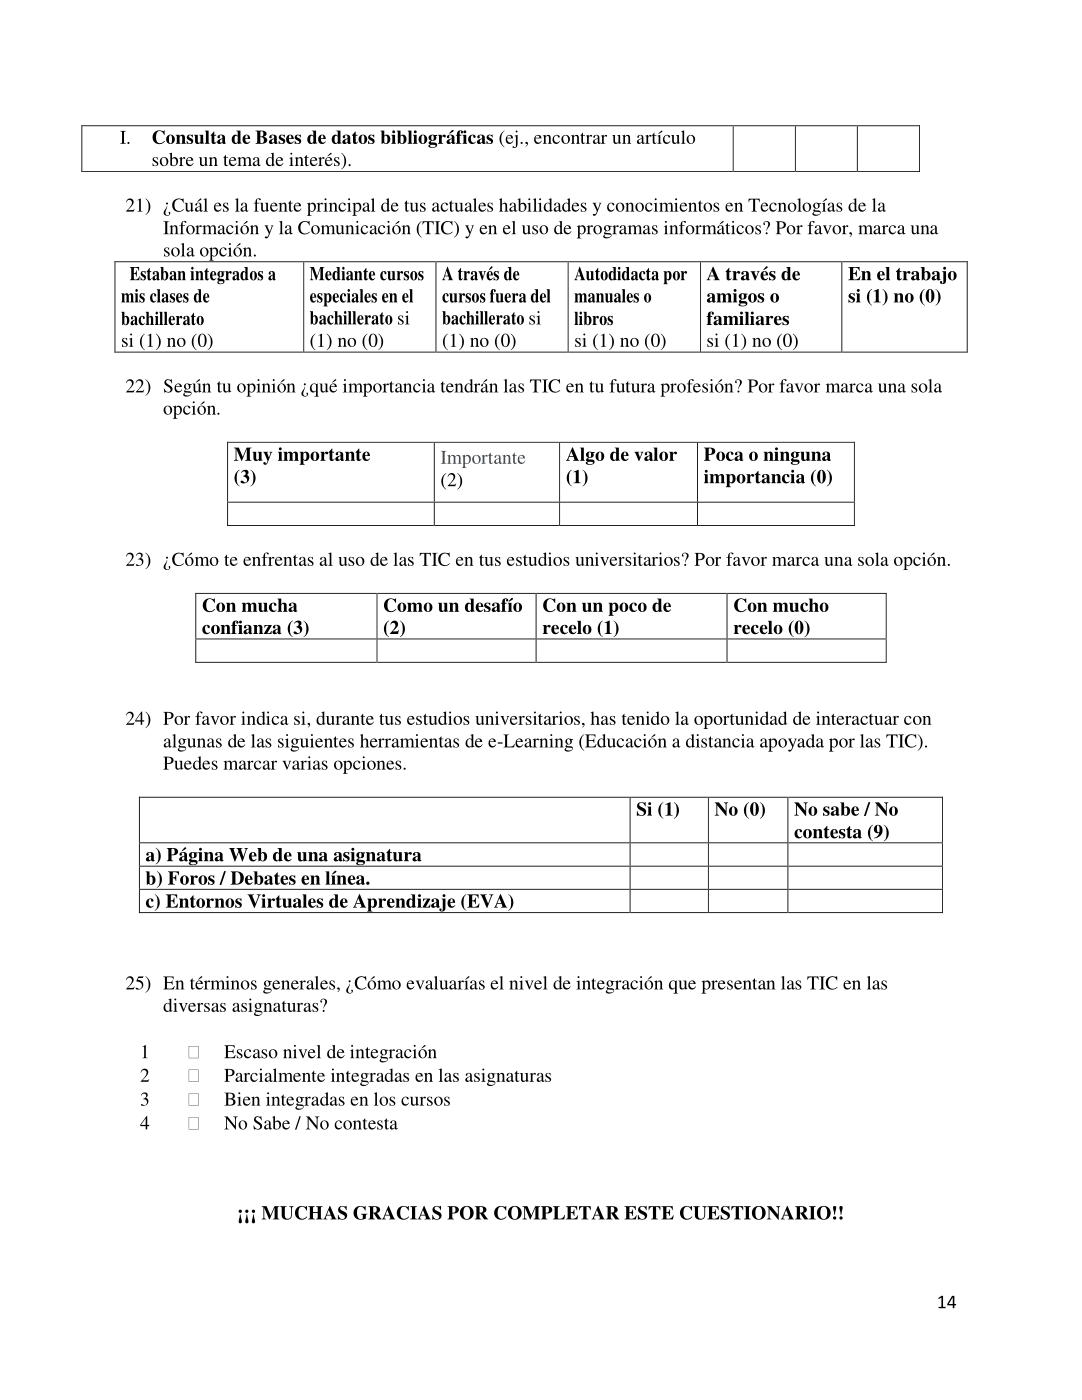 I. Consulta de Bases de datos bibliográficas (ej., encontrar un artículo
sobre un tema de interés).
21) ¿Cuál es la fuente principal de tus actuales habilidades y conocimientos en Tecnologías de la
Información y la Comunicación (TIC) y en el uso de programas informáticos? Por favor, marca una
sola opción.
Estaban integrados a
mis clases de
bachillerato
si (1) no (0)
Mediante cursos
especiales en el
bachillerato si
(1) no (0)
A través de
cursos fuera del
bachillerato si
(1) no (0)
Autodidacta por
manuales o
libros
si (1) no (0)
A través de
amigos o
familiares
si (1) no (0)
En el trabajo
si (1) no (0)
22) Según tu opinión ¿qué importancia tendrán las TIC en tu futura profesión? Por favor marca una sola
opción.
Muy importante
(3)
Importante
(2)
Algo de valor
(1)
Poca o ninguna
importancia (0)
23) ¿Cómo te enfrentas al uso de las TIC en tus estudios universitarios? Por favor marca una sola opción.
Con mucha
confianza (3)
Como un desafío
(2)
Con un poco de
recelo (1)
Con mucho
recelo (0)
24) Por favor indica si, durante tus estudios universitarios, has tenido la oportunidad de interactuar con
algunas de las siguientes herramientas de e-Learning (Educación a distancia apoyada por las TIC).
Puedes marcar varias opciones.
Si (1)
No (0)
No sabe / No
contesta (9)
a) Página Web de una asignatura
b) Foros / Debates en línea.
c) Entornos Virtuales de Aprendizaje (EVA)
25) En términos generales, ¿Cómo evaluarías el nivel de integración que presentan las TIC en las
diversas asignaturas?
1 □ Escaso nivel de integración
2 □ Parcialmente integradas en las asignaturas
3 □ Bien integradas en los cursos
4 □ No Sabe / No contesta
¡¡¡ MUCHAS GRACIAS POR COMPLETAR ESTE CUESTIONARIO!!
14